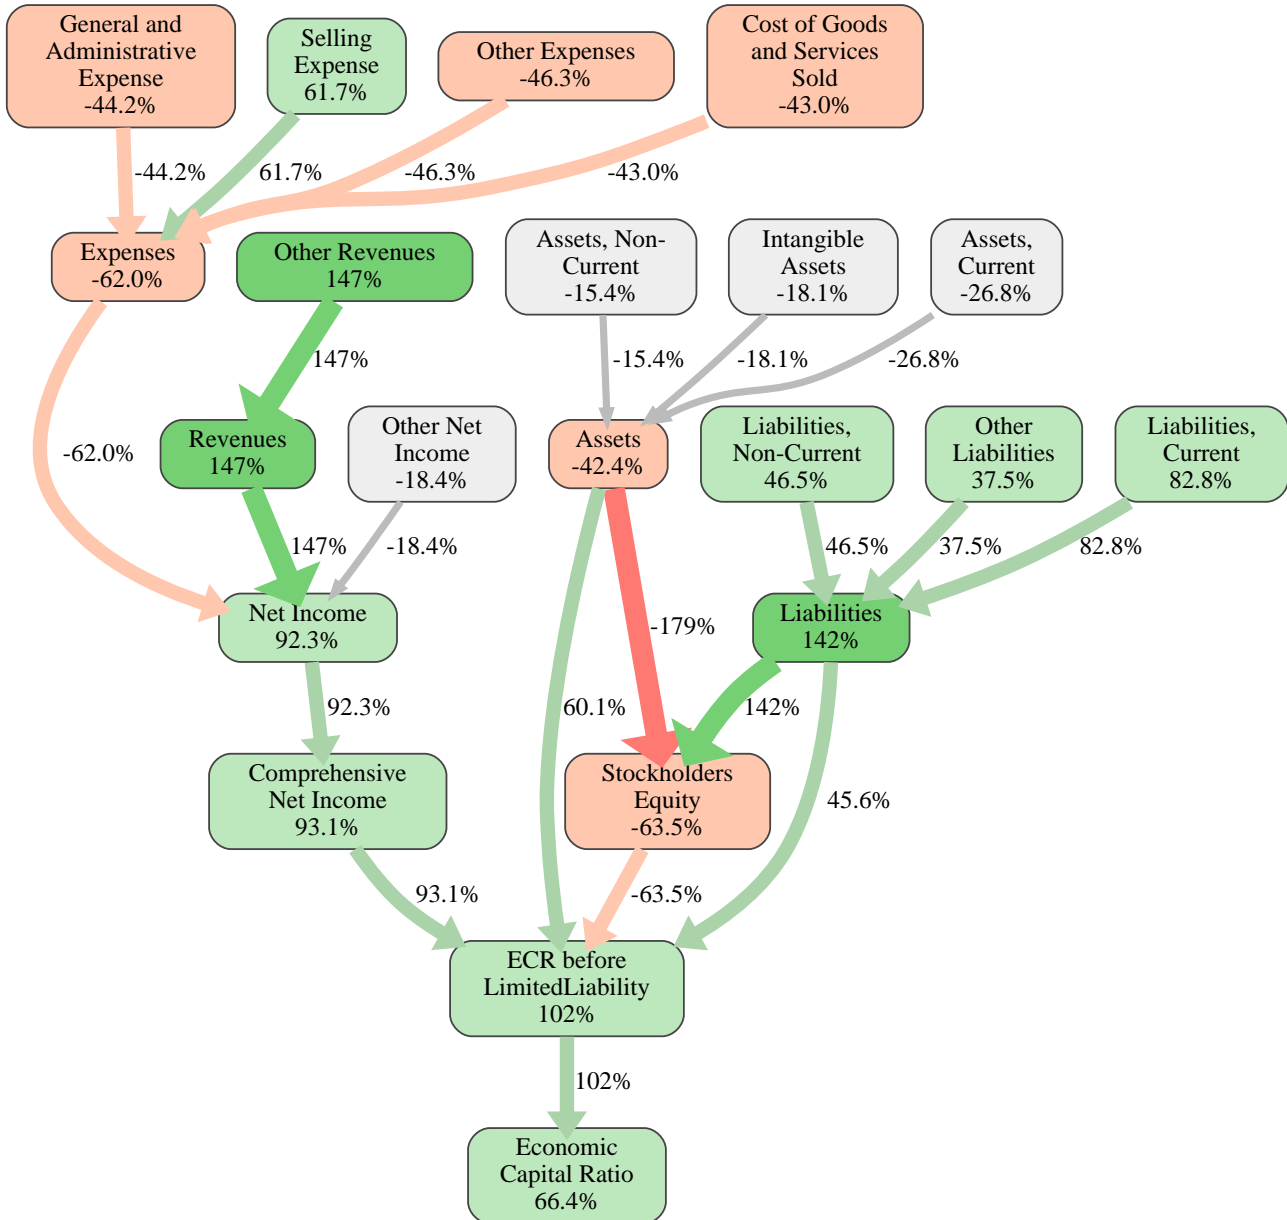 General and
Administrative
Expense
-44.2%
Selling
Expense
61.7%
Other Expenses
-46.3%
Cost of Goods
and Services
Sold
-43.0%
-44.2%
61.7%
-46.3%
-43.0%
Expenses
-62.0%
Other Revenues
147%
Assets, Non-
Current
-15.4%
Intangible
Assets
-18.1%
Assets,
Current
-26.8%
147%
-15.4%
-18.1%
-26.8%
-62.0%
Revenues
147%
Other Net
Income
-18.4%
Assets
-42.4%
Liabilities,
Non-Current
46.5%
Other
Liabilities
37.5%
Liabilities,
Current
82.8%
147%
-18.4%
46.5%
37.5%
82.8%
Net Income
92.3%
-179%
Liabilities
142%
92.3%
60.1%
142%
Comprehensive
Net Income
93.1%
Stockholders
Equity
-63.5%
45.6%
93.1%
-63.5%
ECR before
LimitedLiability
102%
102%
Economic
Capital Ratio
66.4%